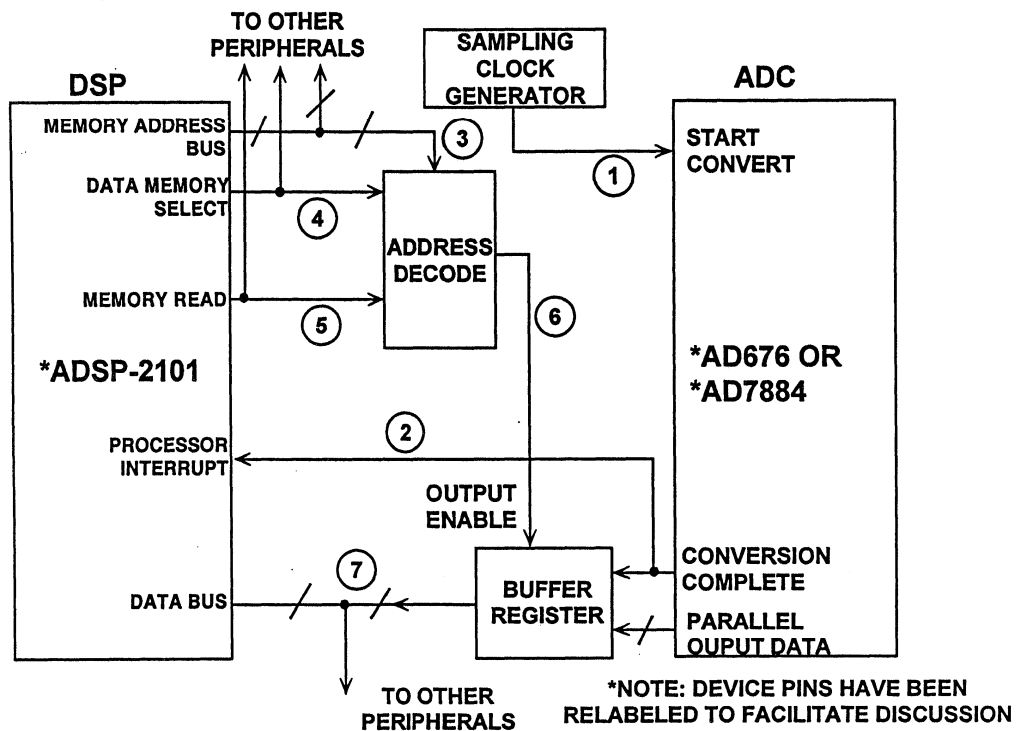 TO OTHER
PERIPHERALS
SAMPLING
CLOCK
GENERATOR
DSP
ADC
MEMORY ADDRESS
BUS
3
START
CONVERT
1
DATA MEMORY
SELECT
4
ADDRESS
DECODE
MEMORY READ
5
6
*ADSP-2101
*AD676 OR
*AD7884
PROCESSOR
INTERRUPT
2
OUTPUT
ENABLE
CONVERSION
COMPLETE
7
BUFFER
REGISTER
DATA BUS
PARALLEL
OUPUT DATA
TO OTHER
PERIPHERALS
*NOTE: DEVICE PINS HAVE BEEN
RELABELED TO FACILITATE DISCUSSION